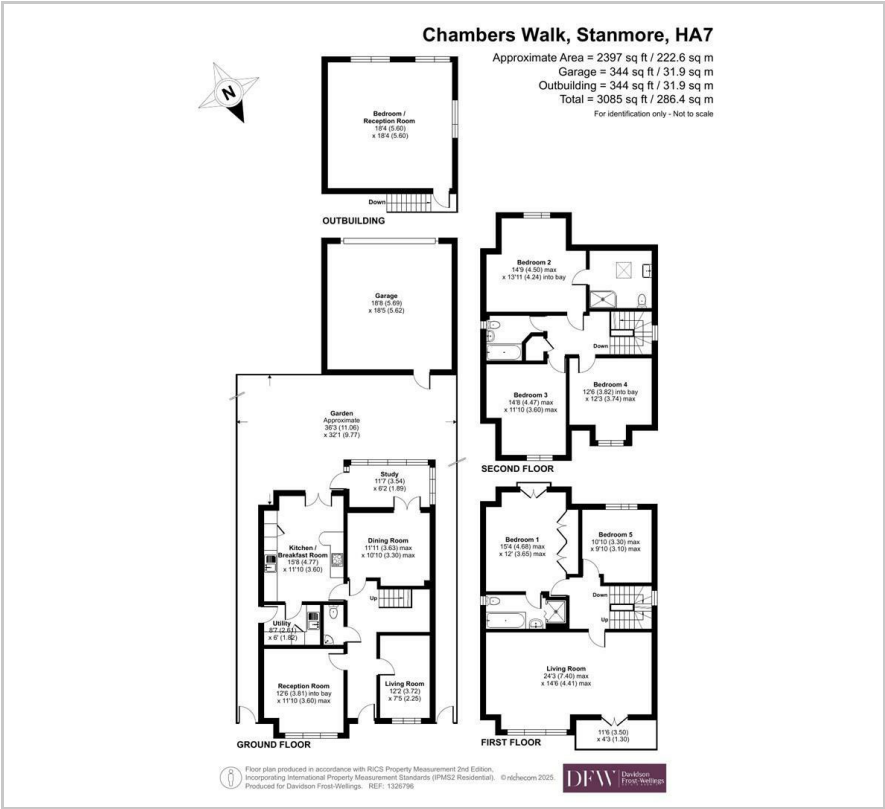 Chambers Walk, Stanmore, HA7
Approximate Area = 2397 sq ft / 222.6 sq m
Garage = 344 sq ft / 31.9 sq m
Outbuilding = 344 sq ft / 31.9 sq m
Total = 3085 sq ft / 286.4 sq m
For identification only - Not to scale
N
Bedroom /
Reception Room
18'4 (5.60)
x 18'4 (5.60)
Down
OUTBUILDING
Garage
18'8 (5.69)
x 18'5 (5.62)
Garden
Approximate
36'3 (11.06)
x 32'1 (9.77)
Study
11'7 (3.54)
x 6'2 (1.89)
Kitchen /
Breakfast Room
15'8 (4.77)
x 11'10 (3.60)
Dining Room
11'11 (3.63) max
x 10'10 (3.30) max
Up
Utility
8'7 (2.61)
x 6' (1.82)
Reception Room
12'6 (3.81) into bay
x 11'10 (3.60) max
Living Room
12'2 (3.72)
x 7'5 (2.25)
GROUND FLOOR
Bedroom 2
14'9 (4.50) max
x 13'11 (4.24) into bay
Down
Bedroom 3
14'8 (4.47) max
x 11'10 (3.60) max
Bedroom 4
12'6 (3.82) into bay
x 12'3 (3.74) max
SECOND FLOOR
Bedroom 1
15'4 (4.68) max
x 12' (3.65) max
Bedroom 5
10'10 (3.30) max
x 9'10 (3.10) max
Down
Up
Living Room
24'3 (7.40) max
x 14'6 (4.41) max
11'6 (3.50)
x 4'3 (1.30)
FIRST FLOOR
Floor plan produced in accordance with RICS Property Measurement 2nd Edition,
Incorporating International Property Measurement Standards (IPMS2 Residential). © nichecom 2025.
Produced for Davidson Frost-Wellings. REF: 1326796
DFW Davidson
Frost-Wellings